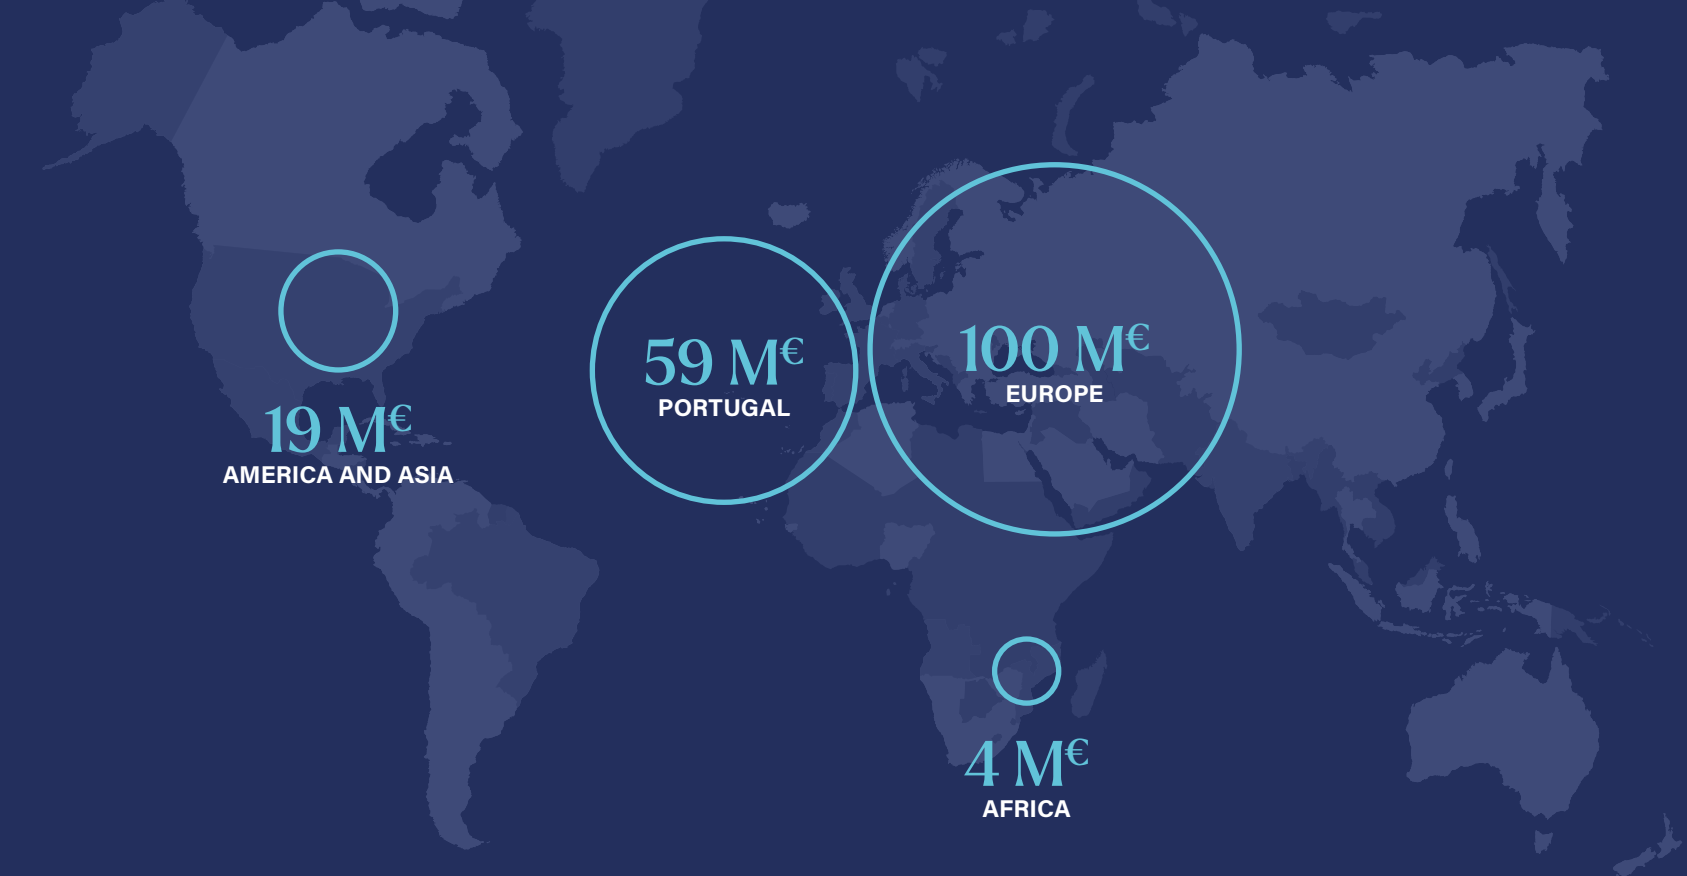 59 M€
PORTUGAL
100 M€
EUROPE
19 M€
AMERICA AND ASIA
4 M€
AFRICA